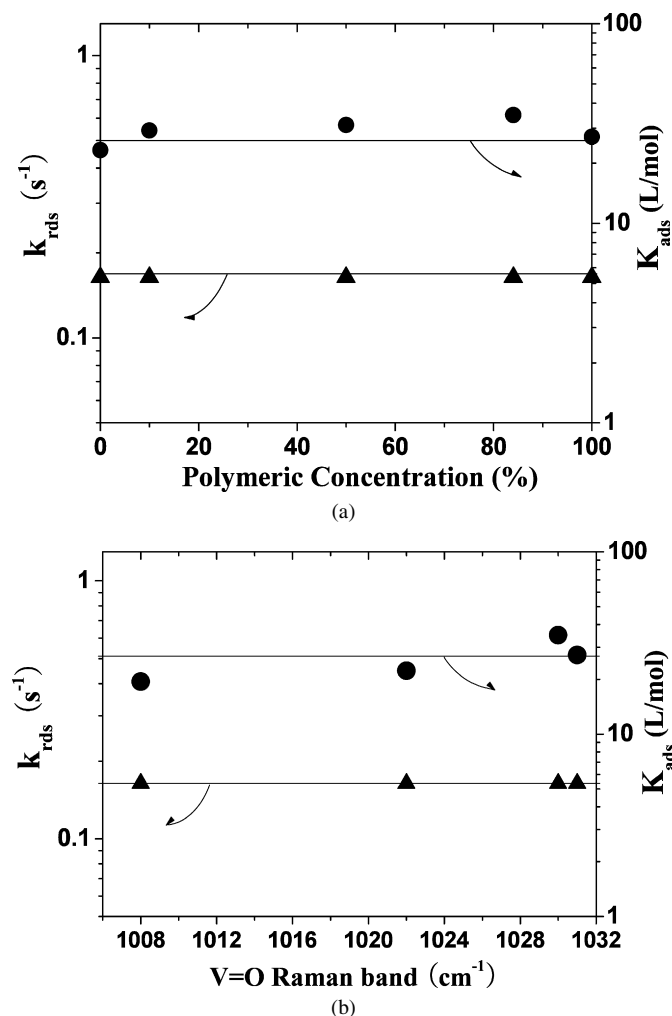 100
1
10
0.1
1
k_rds (s⁻¹)
K_ads (L/mol)
0 20 40 60 80 100
Polymeric Concentration (%)
(a)
100
1
10
0.1
1
k_rds (s⁻¹)
K_ads (L/mol)
1008 1012 1016 1020 1024 1028 1032
V=O Raman band (cm⁻¹)
(b)